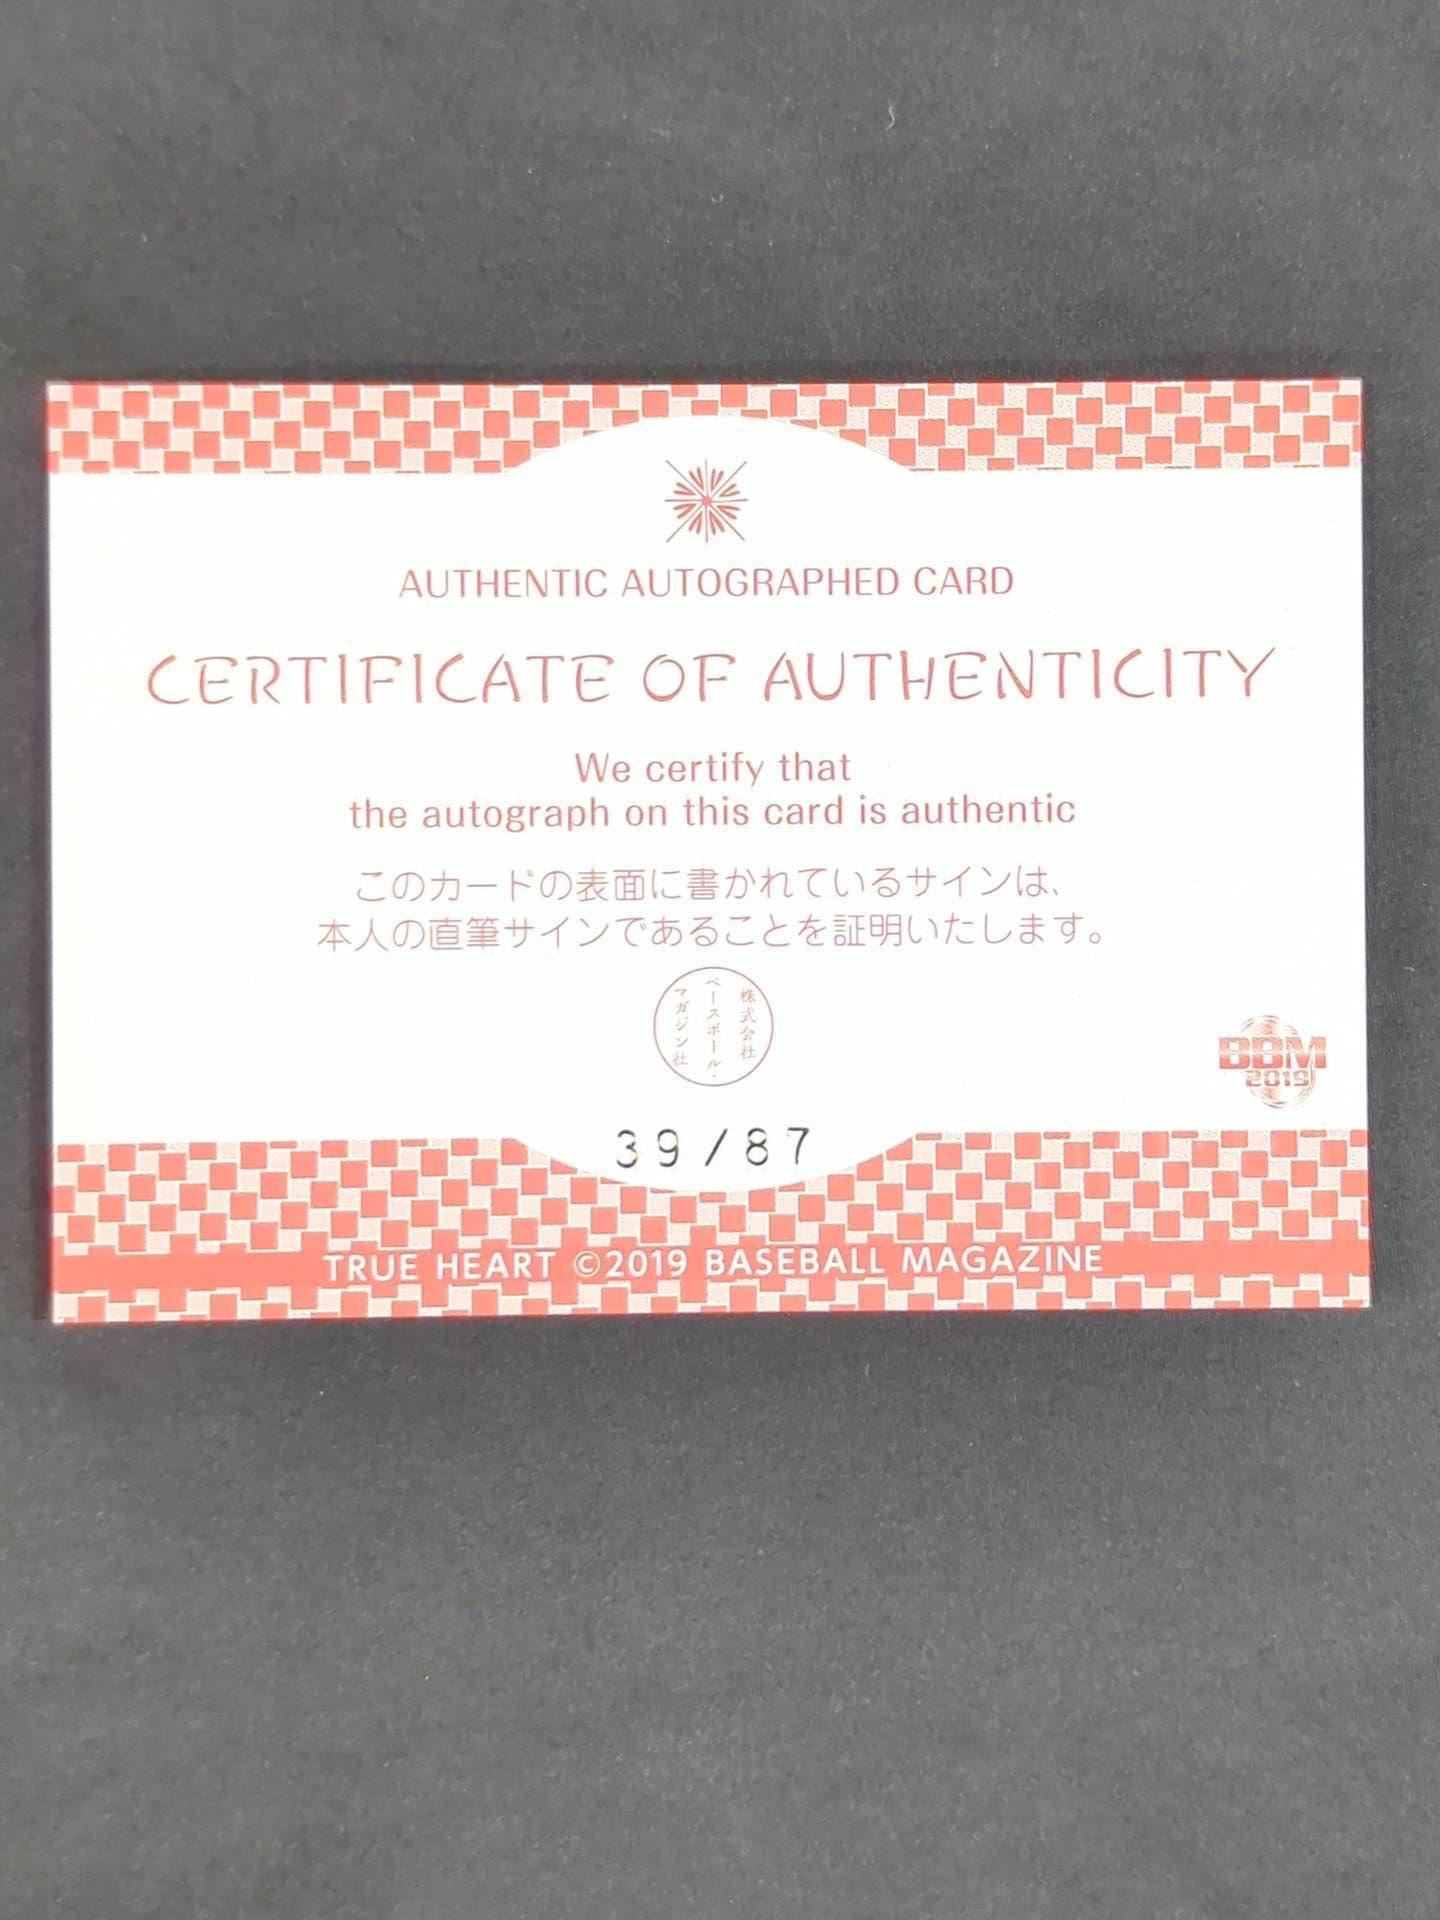 AUTHENTIC AUTOGRAPHED CARD
CERTIFICATE OF AUTHENTICITY
We certify that
the autograph on this card is authentic
このカードの表面に書かれているサインは、
本人の直筆サインであることを証明いたします。
株式会社
ベースボール・
マガジン社
BBM
2019
39/87
TRUE HEART ©2019 BASEBALL MAGAZINE